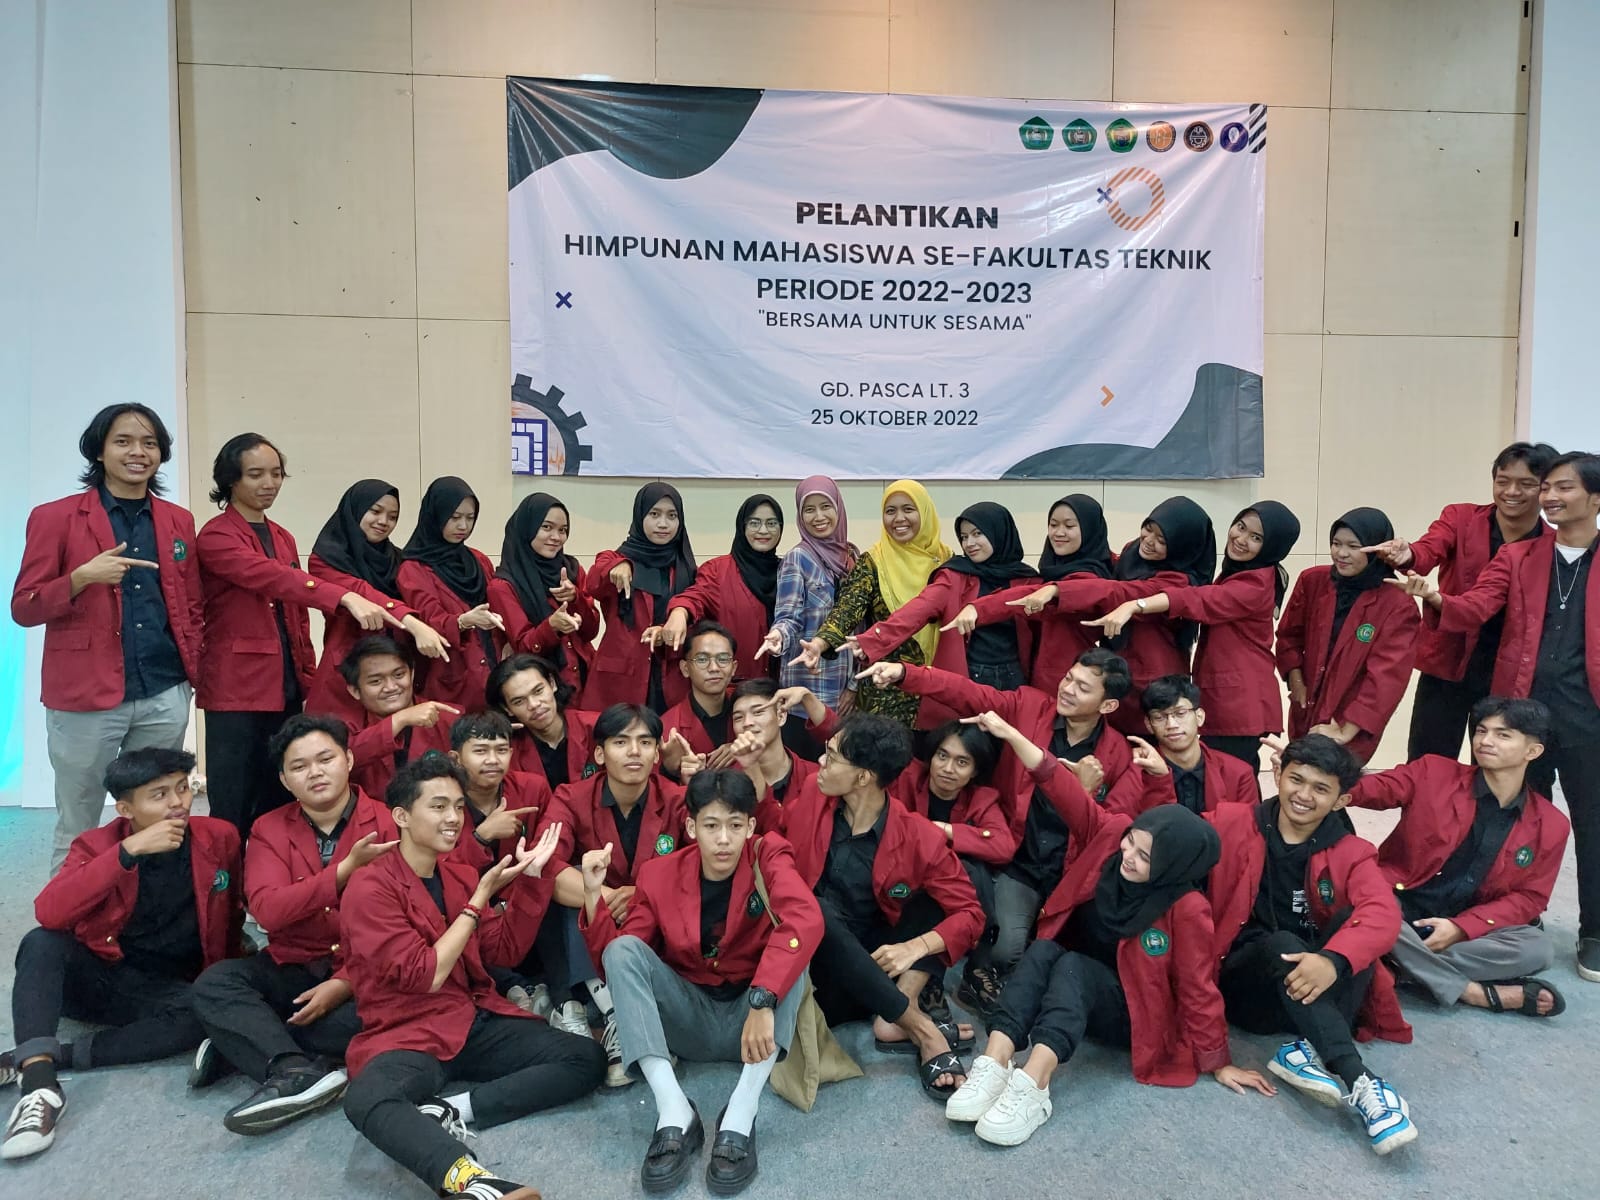 PELANTIKAN
HIMPUNAN MAHASISWA SE-FAKULTAS TEKNIK
PERIODE 2022-2023
"BERSAMA UNTUK SESAMA"
GD. PASCA LT. 3
25 OKTOBER 2022